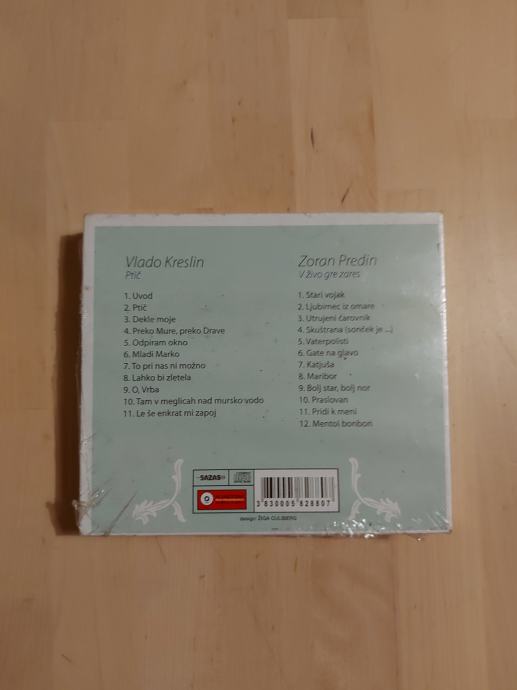 Vlado Kreslin
Ptič
1. Uvod
2. Ptič
3. Dekle moje
4. Preko Mure, preko Drave
5. Odpiram okno
6. Mladi Marko
7. To pri nas ni možno
8. Lahko bi zletela
9. O, Vrba
10. Tam v meglicah nad mursko vodo
11. Le še enkrat mi zapoj
Zoran Predin
V živo gre zares
1. Stari vojak
2. Ljubimec iz omare
3. Utrujeni čarovnik
4. Skuštrana (sonček je ...)
5. Vaterpolisti
6. Gate na glavo
7. Katjuša
8. Maribor
9. Bolj star, bolj nor
10. Praslovan
11. Pridi k meni
12. Mentol bonbon
SAZAS
3 830005 828807
design: ŽIGA CULIBERG